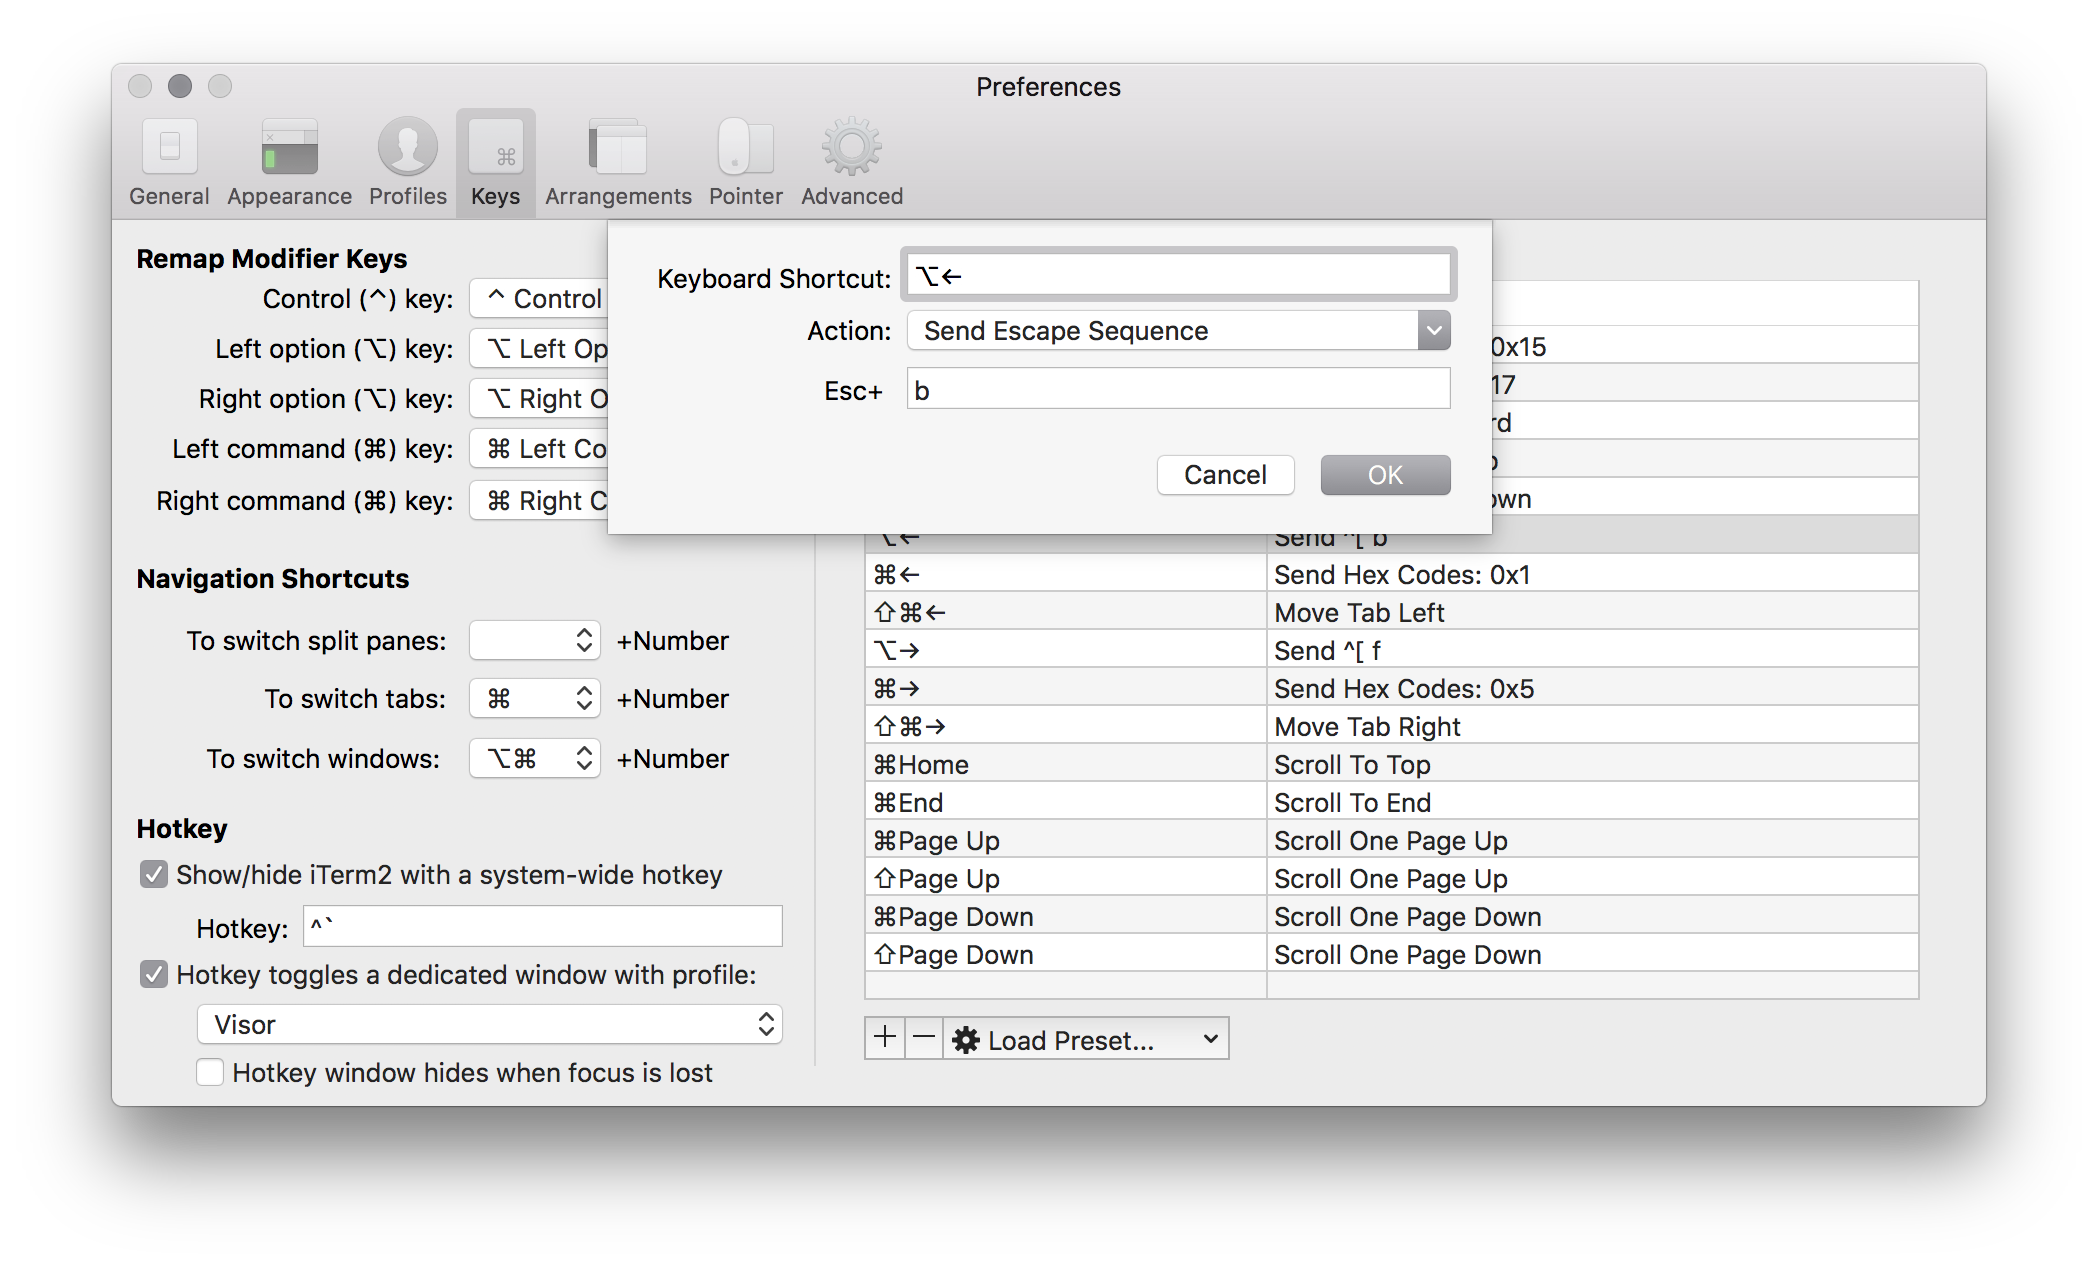 Preferences
General Appearance Profiles Keys Arrangements Pointer Advanced
Remap Modifier Keys
Control (^) key: ^ Control
Left option (⌥) key: ⌥ Left Op
Right option (⌥) key: ⌥ Right O
Left command (⌘) key: ⌘ Left Co
Right command (⌘) key: ⌘ Right C
Navigation Shortcuts
To switch split panes: +Number
To switch tabs: ⌘ +Number
To switch windows: ⌥⌘ +Number
Hotkey
Show/hide iTerm2 with a system-wide hotkey
Hotkey: ^`
Hotkey toggles a dedicated window with profile:
Visor
Hotkey window hides when focus is lost
Keyboard Shortcut: ⌥←
Action: Send Escape Sequence
Esc+ b
Cancel OK
0x15
17
rd
own
⌥← Send ^[ b
⌘← Send Hex Codes: 0x1
⇧⌘← Move Tab Left
⌥→ Send ^[ f
⌘→ Send Hex Codes: 0x5
⇧⌘→ Move Tab Right
⌘Home Scroll To Top
⌘End Scroll To End
⌘Page Up Scroll One Page Up
⇧Page Up Scroll One Page Up
⌘Page Down Scroll One Page Down
⇧Page Down Scroll One Page Down
+ − Load Preset...